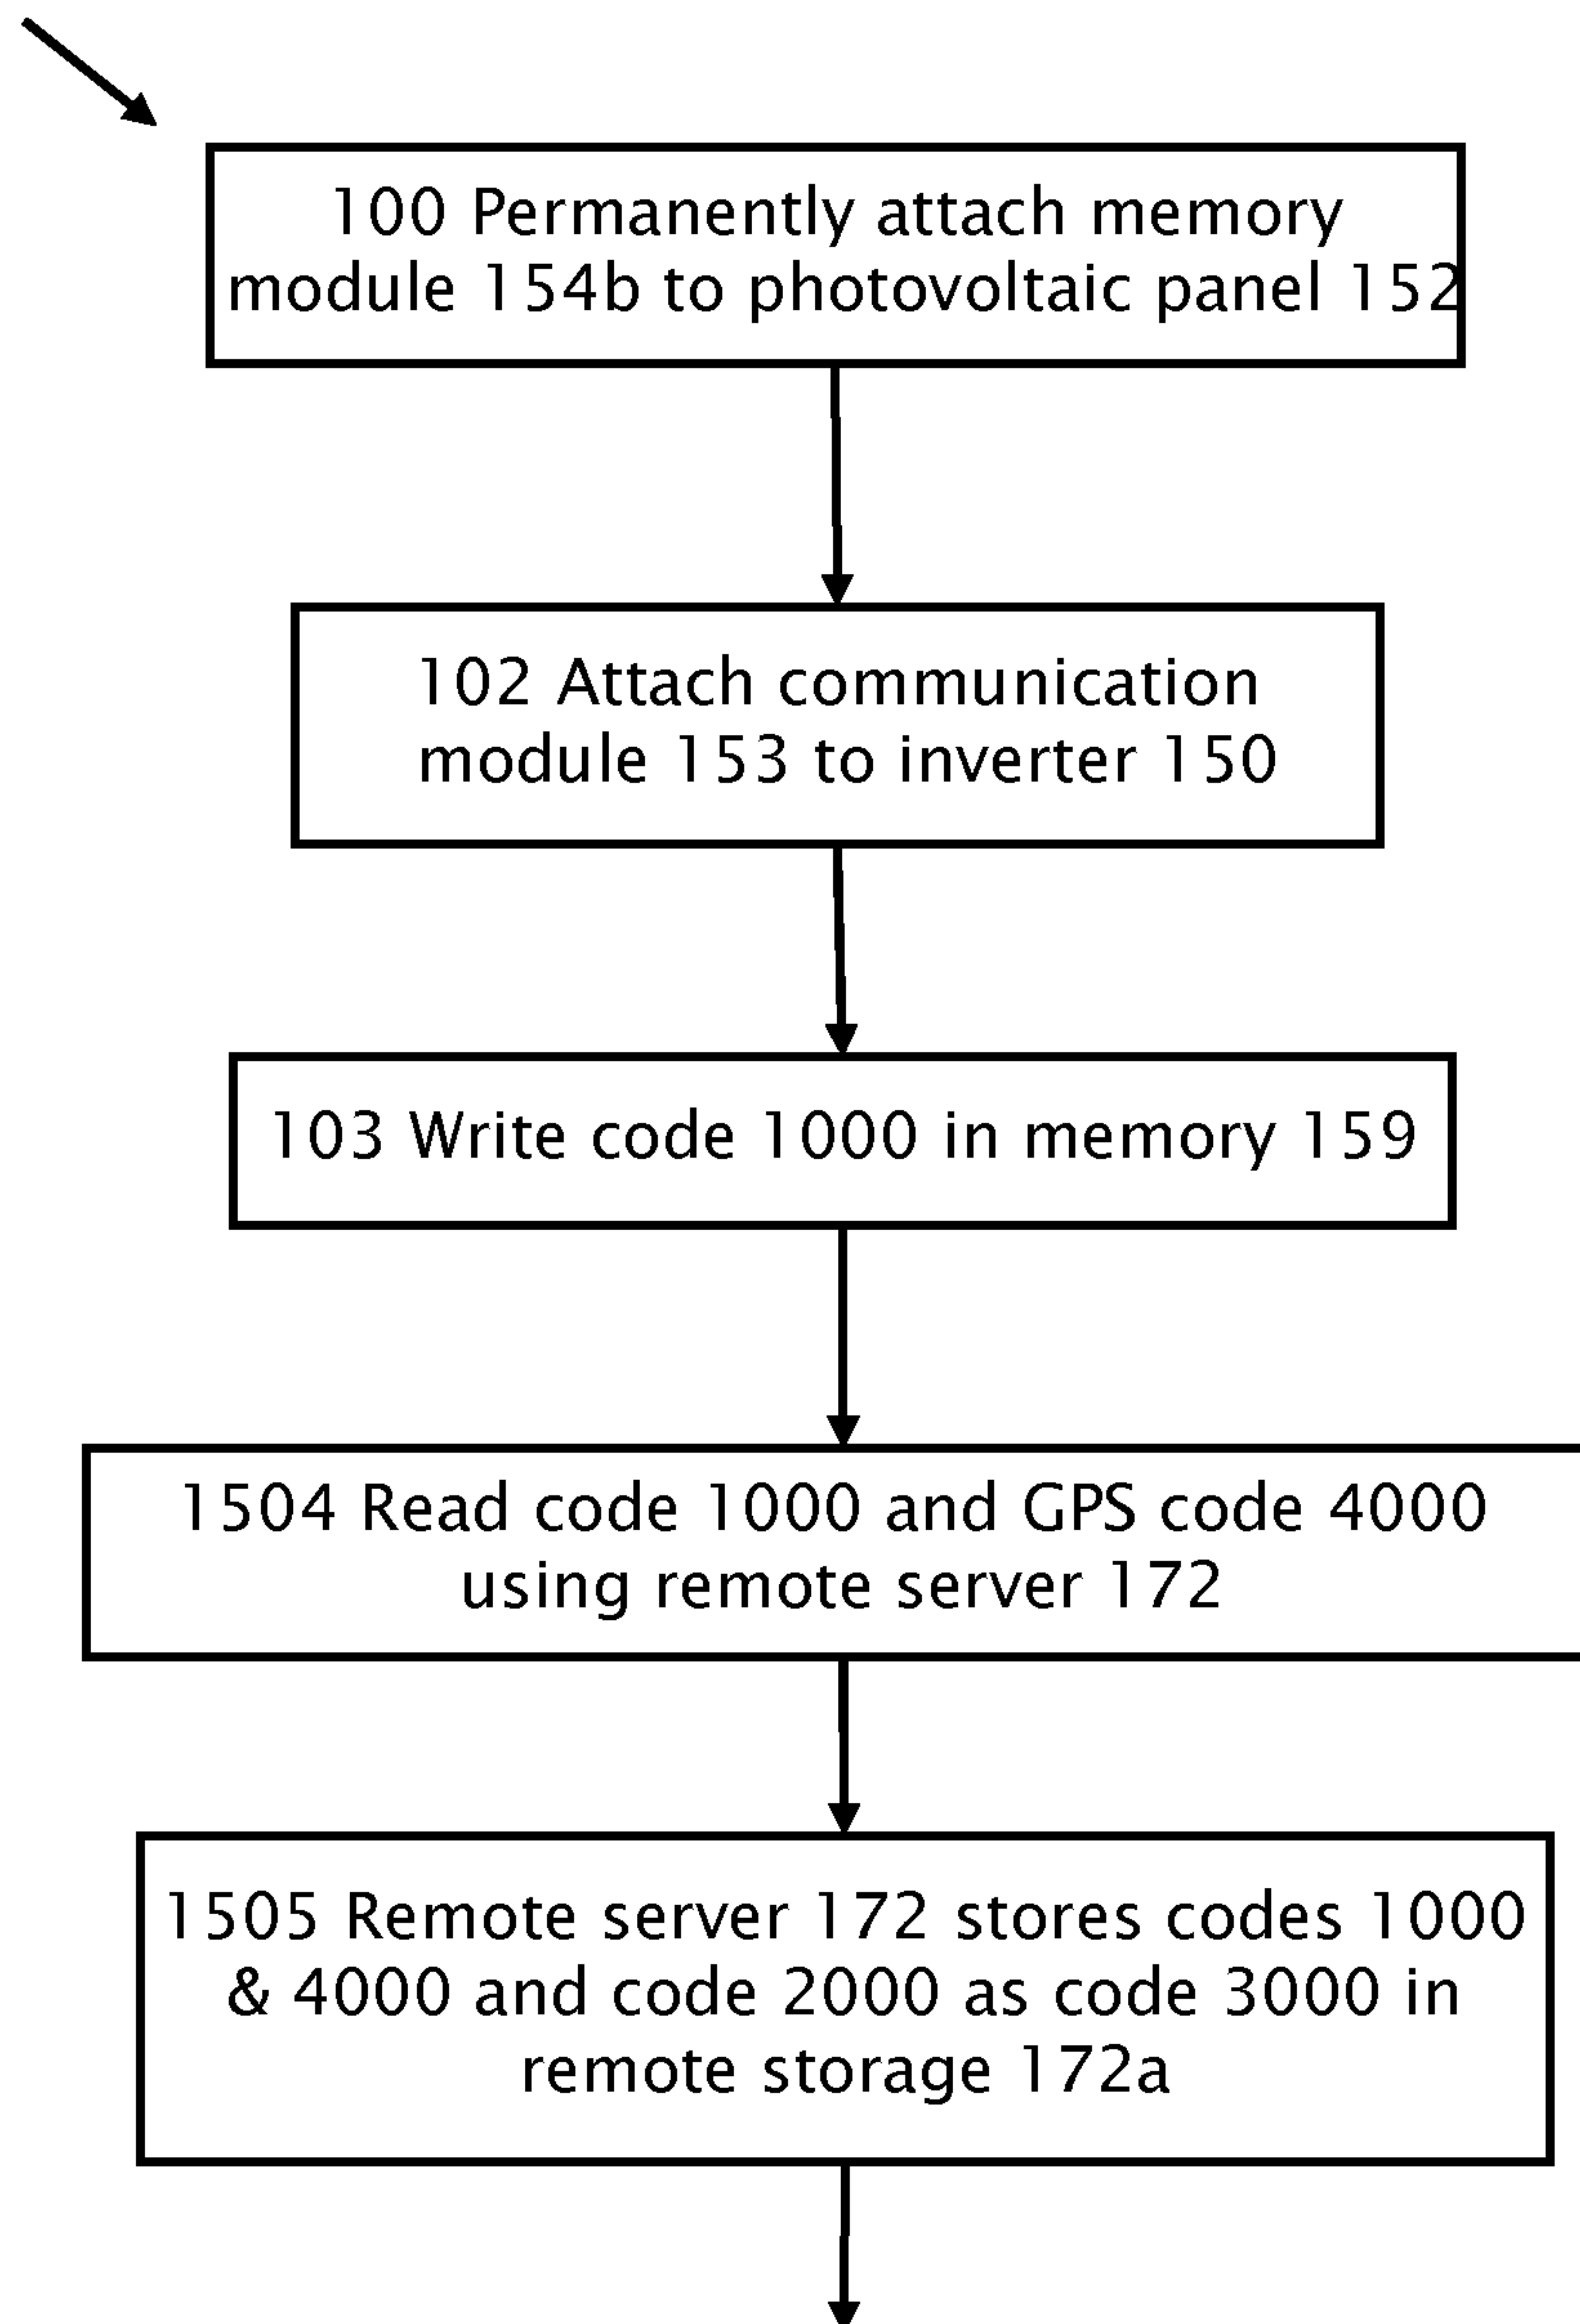 100 Permanently attach memory
module 154b to photovoltaic panel 152
102 Attach communication
module 153 to inverter 150
103 Write code 1000 in memory 159
1504 Read code 1000 and GPS code 4000
using remote server 172
1505 Remote server 172 stores codes 1000
& 4000 and code 2000 as code 3000 in
remote storage 172a